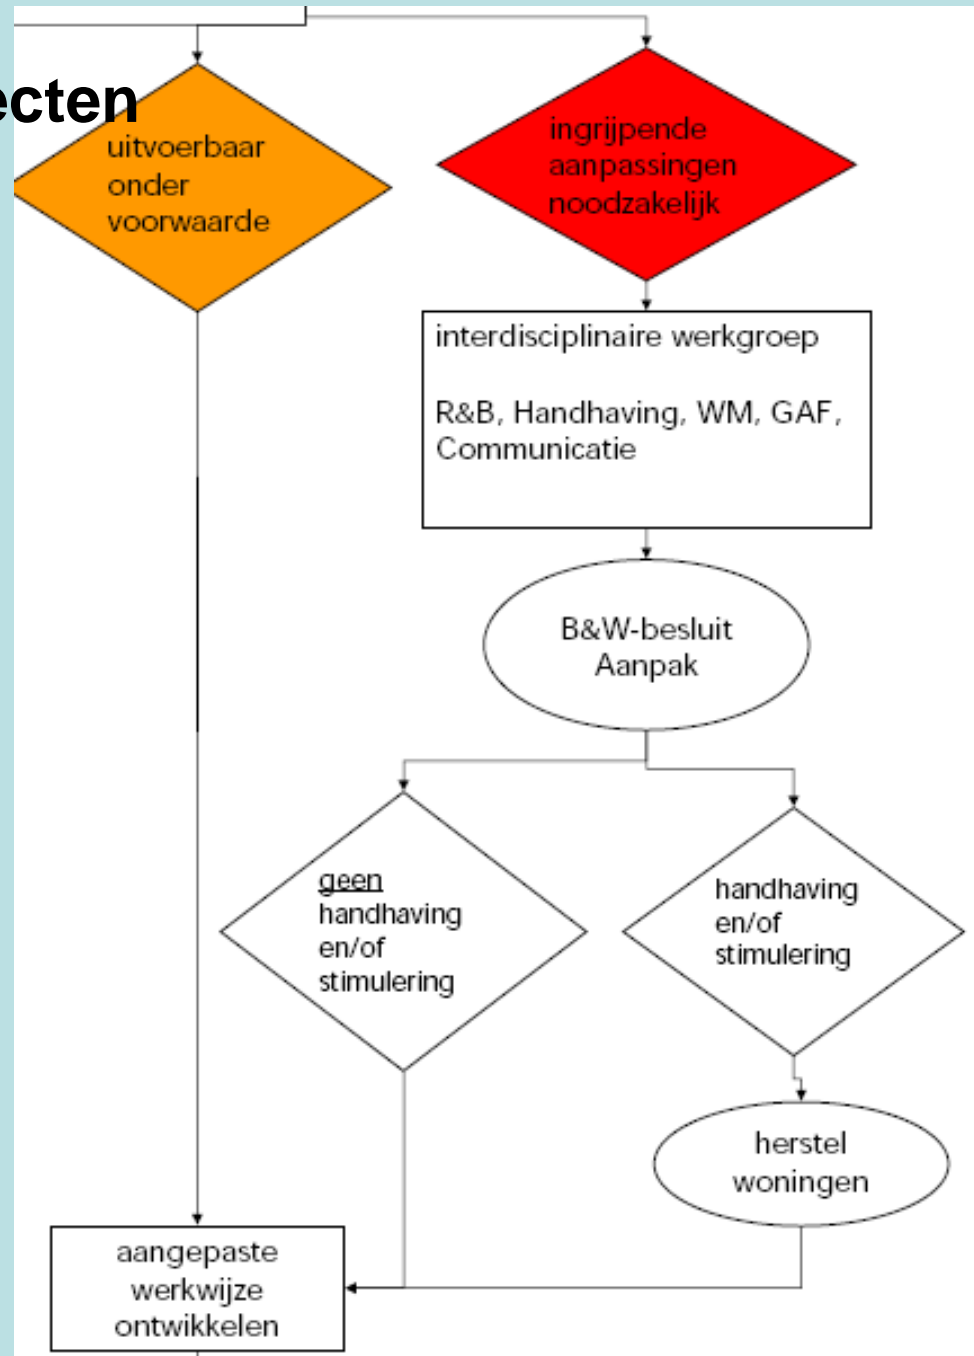 ecten
uitvoerbaar
onder
voorwaarde
ingrijpende
aanpassingen
noodzakelijk
interdisciplinaire werkgroep
R&B, Handhaving, WM, GAF,
Communicatie
B&W-besluit
Aanpak
geen
handhaving
en/of
stimulering
handhaving
en/of
stimulering
herstel
woningen
aangepaste
werkwijze
ontwikkelen